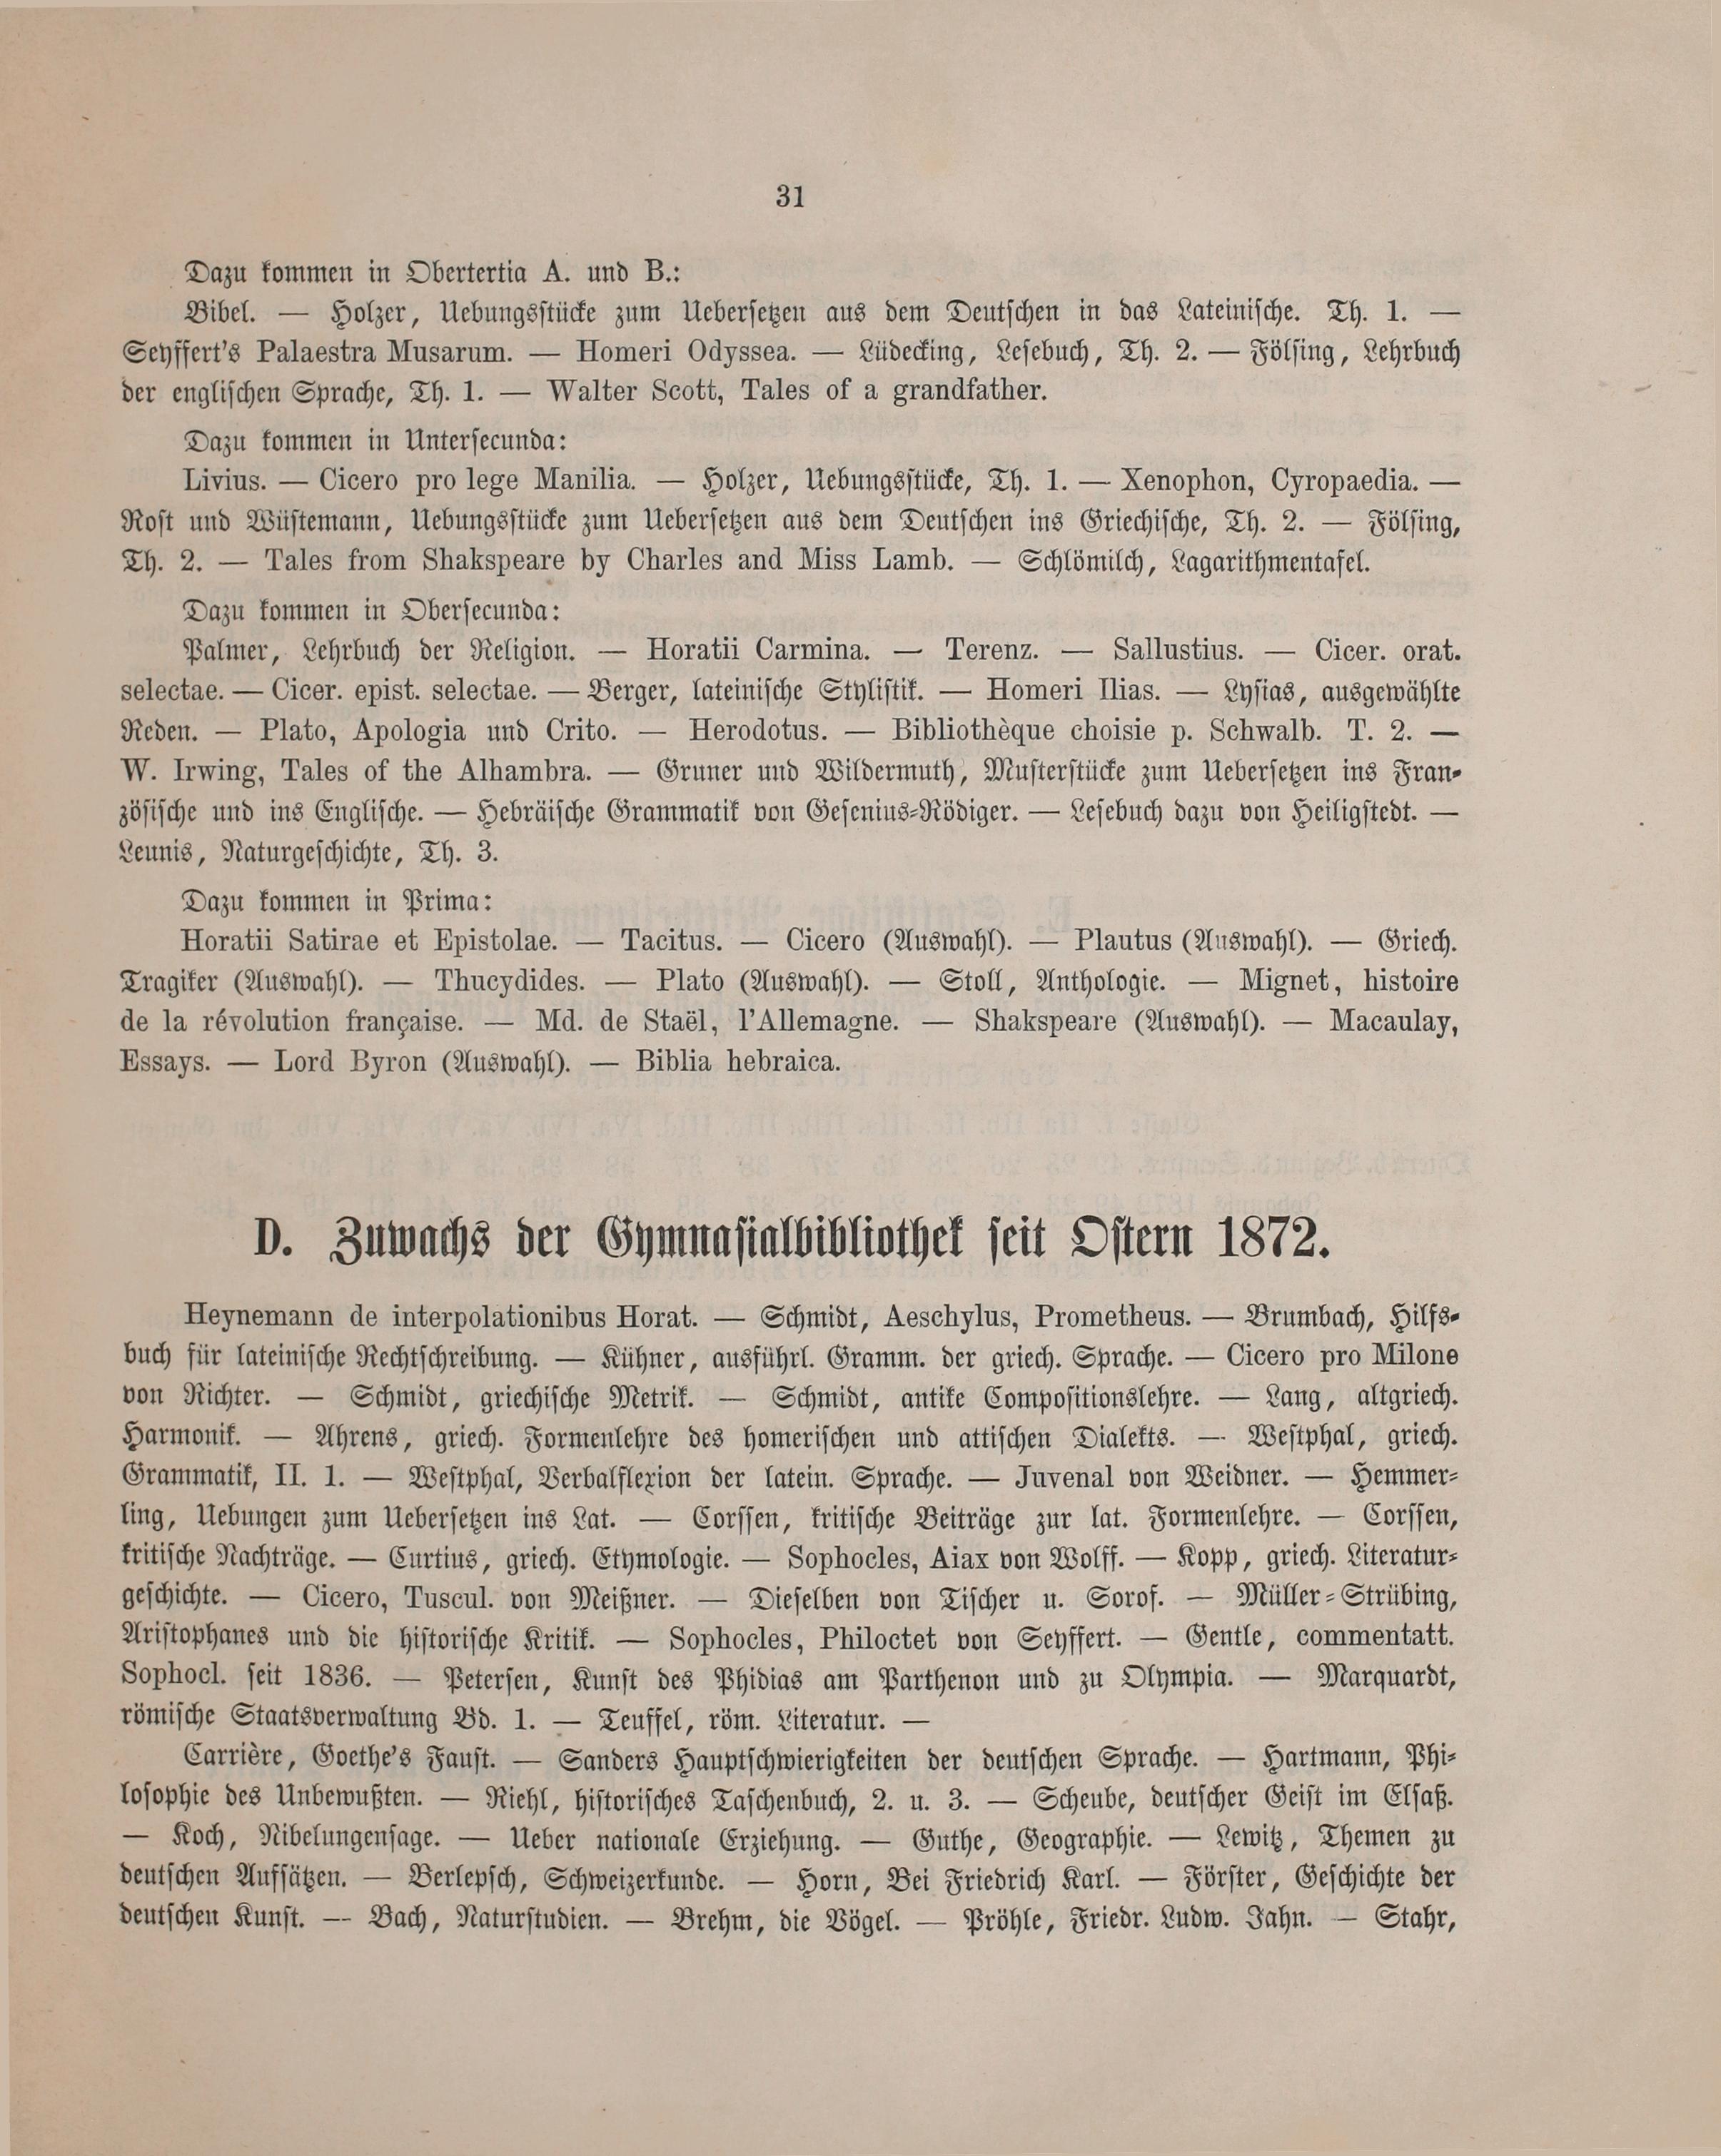 31
Dazu kommen in Obertertia A. und B.:
Bibel. — Holzer, Uebungsstücke zum Uebersetzen aus dem Deutschen in das Lateinische. Th. 1. —
Seyffert's Palaestra Musarum. — Homeri Odyssea. — Lüdecking, Lesebuch, Th. 2. — Fölsing, Lehrbuch
der englischen Sprache, Th. 1. — Walter Scott, Tales of a grandfather.
Dazu kommen in Untersecunda:
Livius. — Cicero pro lege Manilia. — Holzer, Uebungsstücke, Th. 1. — Xenophon, Cyropaedia. —
Rost und Wüstemann, Uebungsstücke zum Uebersetzen aus dem Deutschen ins Griechische, Th. 2. — Fölsing,
Th. 2. — Tales from Shakspeare by Charles and Miss Lamb. — Schlömilch, Lagarithmentafel.
Dazu kommen in Obersecunda:
Palmer, Lehrbuch der Religion. — Horatii Carmina. — Terenz. — Sallustius. — Cicer. orat.
selectae. — Cicer. epist. selectae. — Berger, lateinische Stylistik. — Homeri Ilias. — Lysias, ausgewählte
Reden. — Plato, Apologia und Crito. — Herodotus. — Bibliothèque choisie p. Schwalb. T. 2. —
W. Irwing, Tales of the Alhambra. — Gruner und Wildermuth, Musterstücke zum Uebersetzen ins Fran-
zösische und ins Englische. — Hebräische Grammatik von Gesenius-Rödiger. — Lesebuch dazu von Heiligstedt. —
Leunis, Naturgeschichte, Th. 3.
Dazu kommen in Prima:
Horatii Satirae et Epistolae. — Tacitus. — Cicero (Auswahl). — Plautus (Auswahl). — Griech.
Tragiker (Auswahl). — Thucydides. — Plato (Auswahl). — Stoll, Anthologie. — Mignet, histoire
de la révolution française. — Md. de Staël, l'Allemagne. — Shakspeare (Auswahl). — Macaulay,
Essays. — Lord Byron (Auswahl). — Biblia hebraica.
D. Zuwachs der Gymnasialbibliothek seit Ostern 1872.
Heynemann de interpolationibus Horat. — Schmidt, Aeschylus, Prometheus. — Brumbach, Hilfs-
buch für lateinische Rechtschreibung. — Kühner, ausführl. Gramm. der griech. Sprache. — Cicero pro Milone
von Richter. — Schmidt, griechische Metrik. — Schmidt, antike Compositionslehre. — Lang, altgriech.
Harmonik. — Ahrens, griech. Formenlehre des homerischen und attischen Dialekts. — Westphal, griech.
Grammatik, II. 1. — Westphal, Verbalflexion der latein. Sprache. — Juvenal von Weidner. — Hemmer-
ling, Uebungen zum Uebersetzen ins Lat. — Corssen, kritische Beiträge zur lat. Formenlehre. — Corssen,
kritische Nachträge. — Curtius, griech. Etymologie. — Sophocles, Aiax von Wolff. — Kopp, griech. Literatur-
geschichte. — Cicero, Tuscul. von Meißner. — Dieselben von Tischer u. Sorof. — Müller-Strübing,
Aristophanes und die historische Kritik. — Sophocles, Philoctet von Seyffert. — Gentle, commentatt.
Sophocl. seit 1836. — Petersen, Kunst des Phidias am Parthenon und zu Olympia. — Marquardt,
römische Staatsverwaltung Bd. 1. — Teuffel, röm. Literatur. —
Carrière, Goethe's Faust. — Sanders Hauptschwierigkeiten der deutschen Sprache. — Hartmann, Phi-
losophie des Unbewußten. — Riehl, historisches Taschenbuch, 2. u. 3. — Scheube, deutscher Geist im Elsaß.
— Koch, Nibelungensage. — Ueber nationale Erziehung. — Guthe, Geographie. — Lewitz, Themen zu
deutschen Aufsätzen. — Berlepsch, Schweizerkunde. — Horn, Bei Friedrich Karl. — Förster, Geschichte der
deutschen Kunst. — Bach, Naturstudien. — Brehm, die Vögel. — Pröhle, Friedr. Ludw. Jahn. — Stahr,